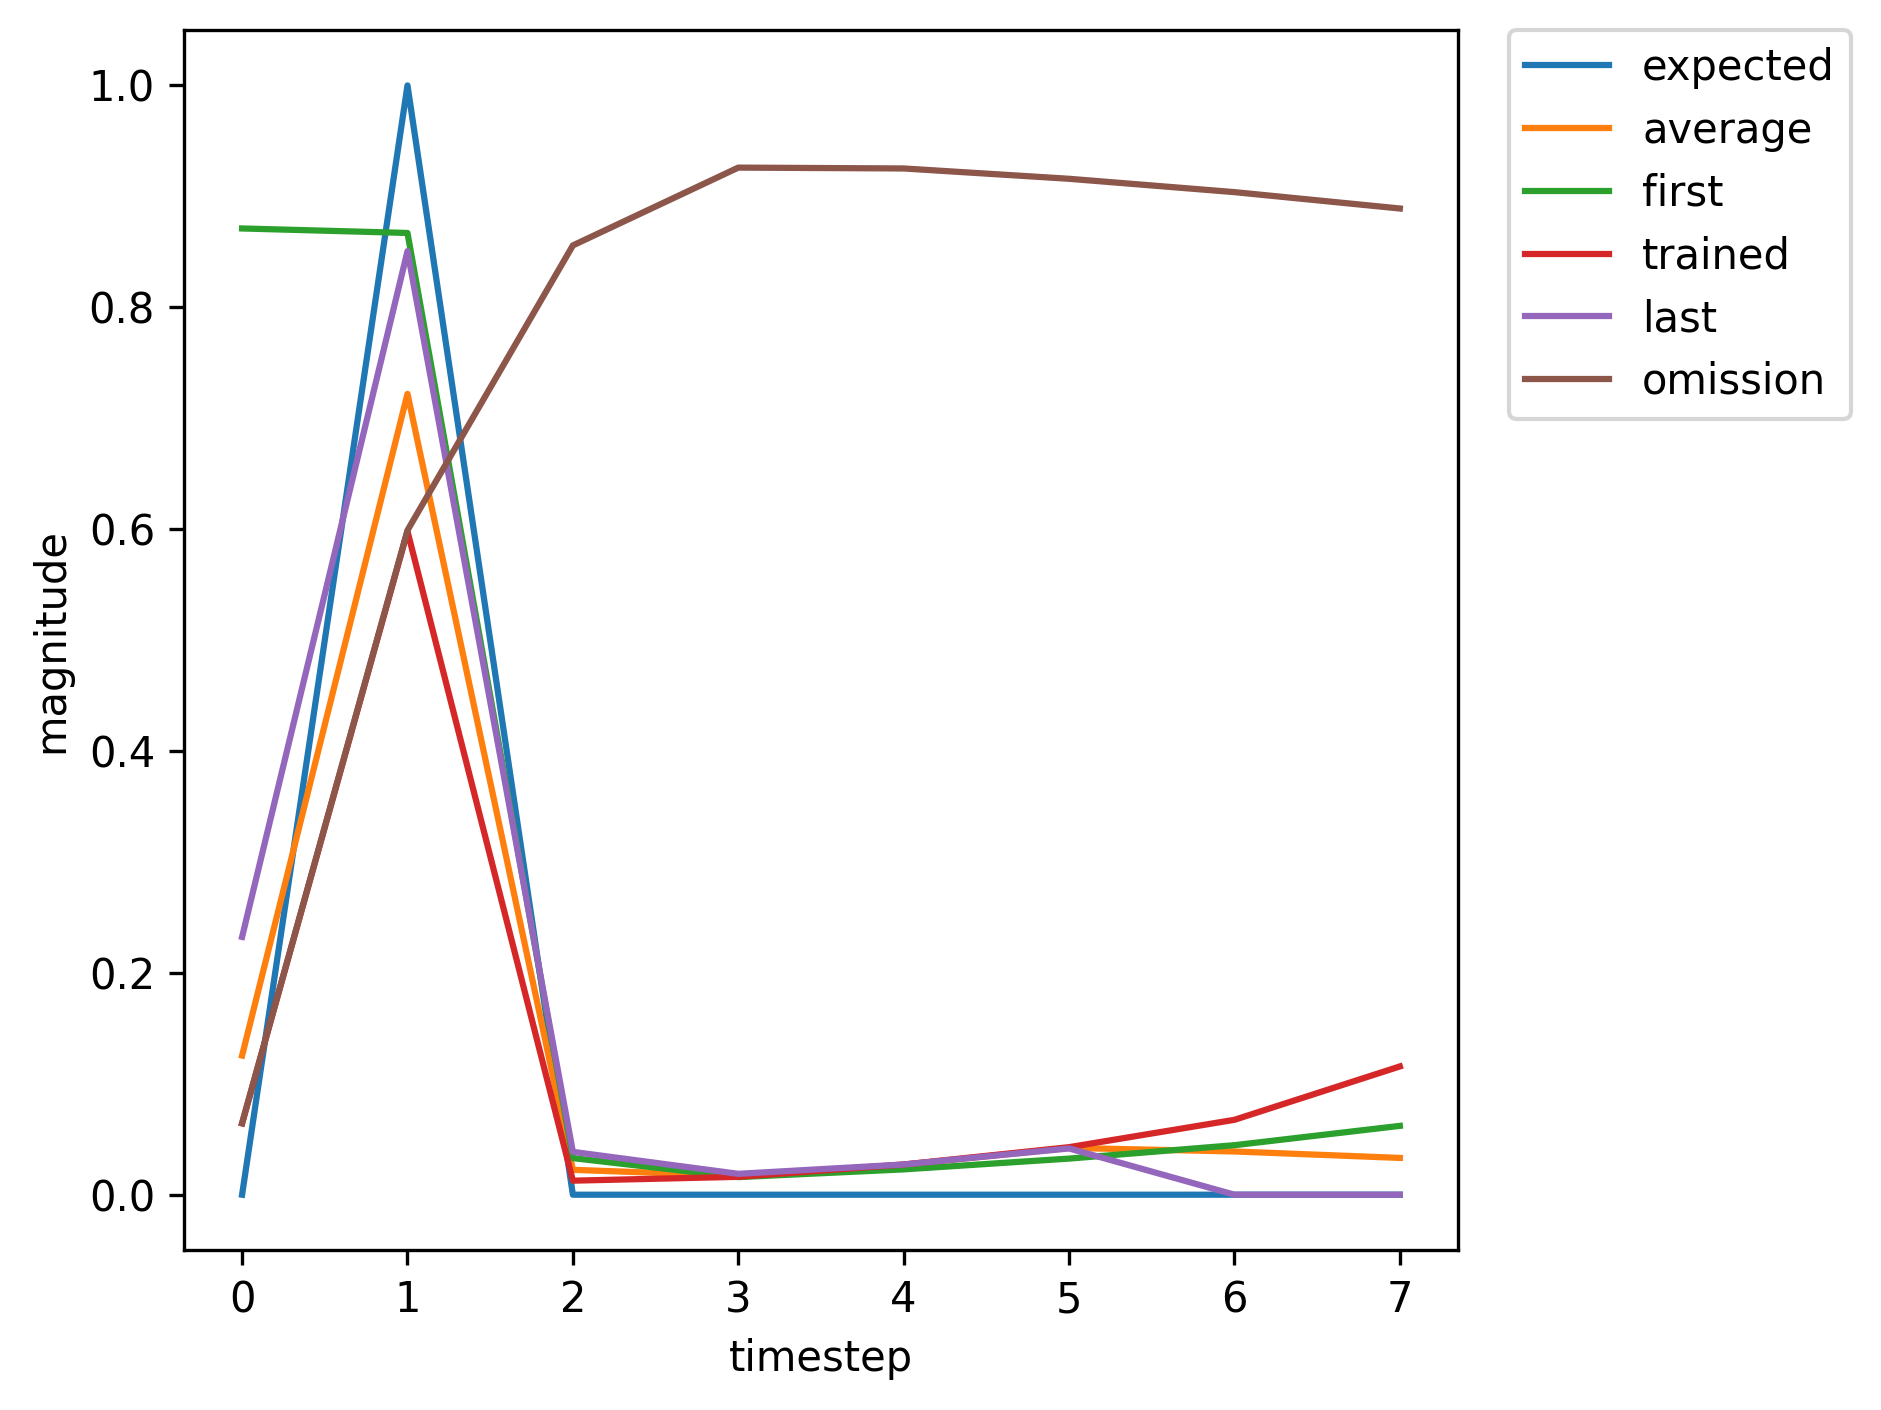 1.0
0.8
0.6
0.4
0.2
0.0
magnitude
0 1 2 3 4 5 6 7
timestep
expected
average
first
trained
last
omission